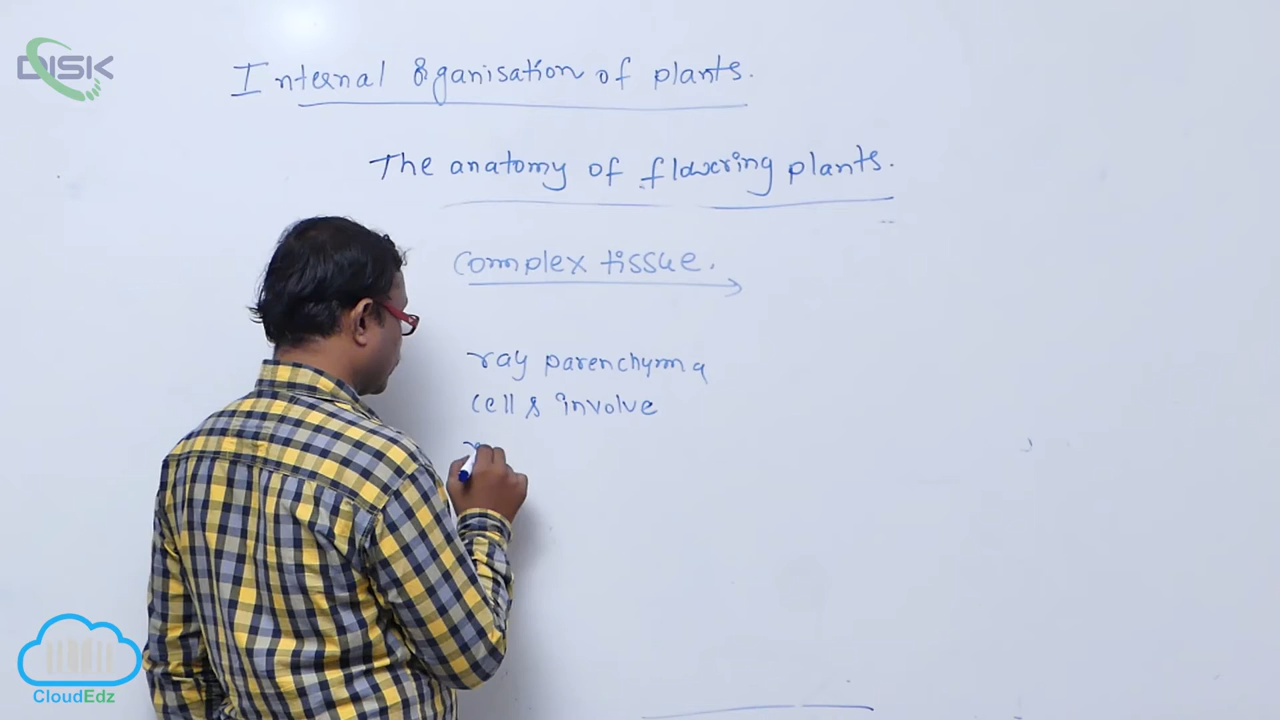 DISK
Internal organisation of plants.
The anatomy of flowering plants.
complex tissue.
ray parenchyma
cells involve
CloudEdz